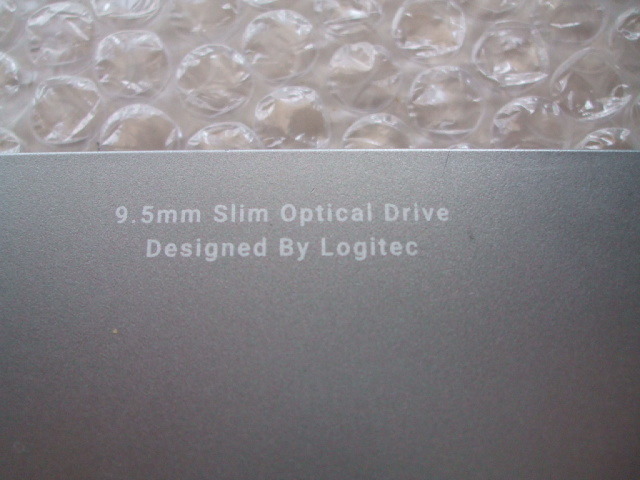 9.5mm Slim Optical Drive
Designed By Logitec